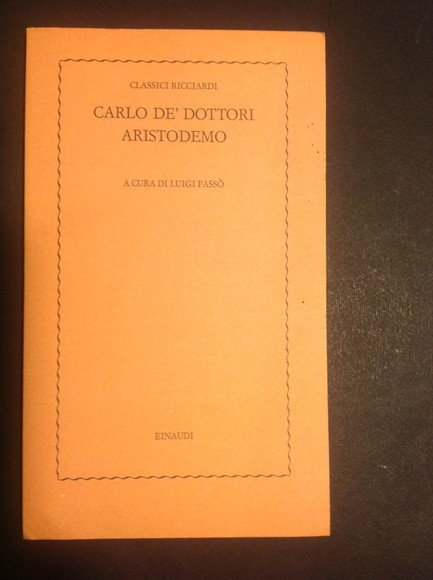 CLASSICI RICCIARDI
CARLO DE' DOTTORI
ARISTODEMO
A CURA DI LUIGI FASSÒ
EINAUDI